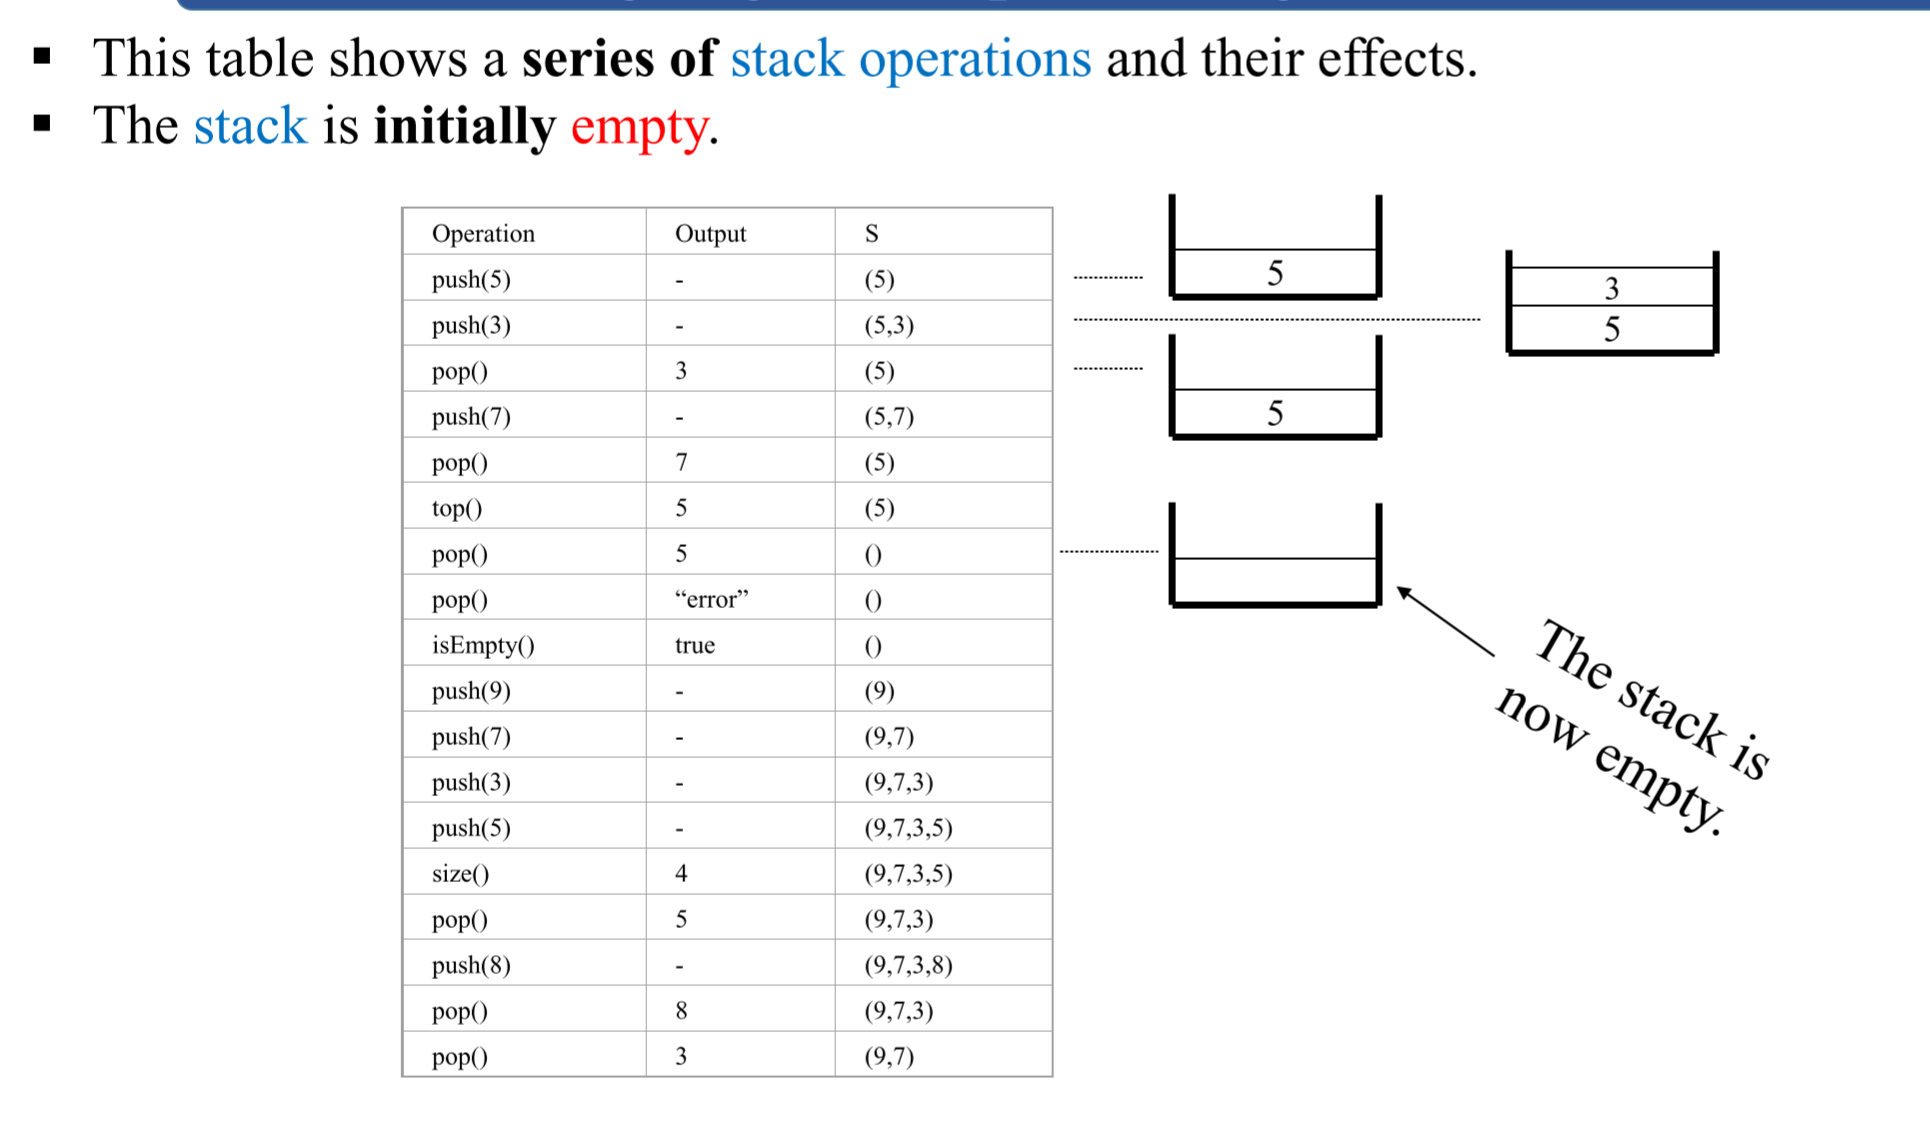 ▪ This table shows a series of stack operations and their effects.
▪ The stack is initially empty.
Operation Output S
push(5) - (5)
push(3) - (5,3)
pop() 3 (5)
push(7) - (5,7)
pop() 7 (5)
top() 5 (5)
pop() 5 ()
pop() “error” ()
isEmpty() true ()
push(9) - (9)
push(7) - (9,7)
push(3) - (9,7,3)
push(5) - (9,7,3,5)
size() 4 (9,7,3,5)
pop() 5 (9,7,3)
push(8) - (9,7,3,8)
pop() 8 (9,7,3)
pop() 3 (9,7)
5
3
5
5
The stack is
now empty.